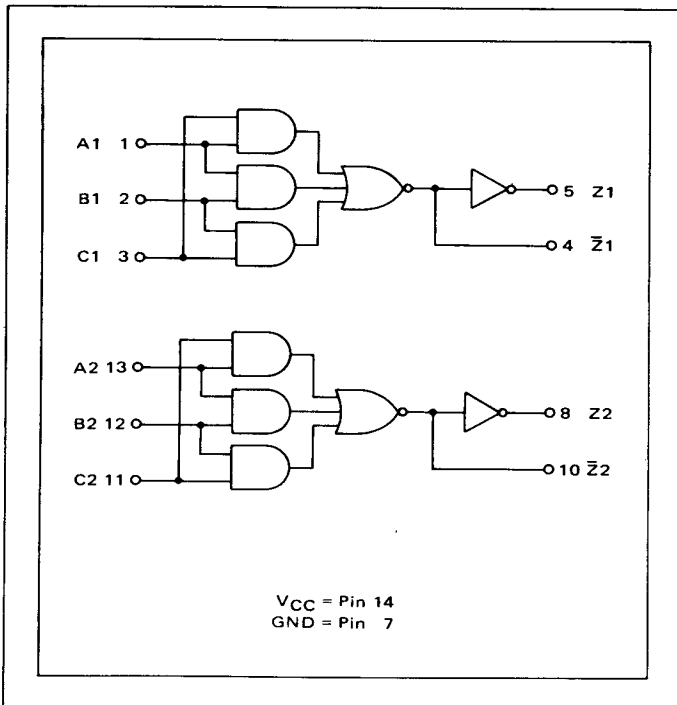 A1 1
5 Z1
B1 2
4 Z̅1
C1 3
A2 13
8 Z2
B2 12
10 Z̅2
C2 11
VCC = Pin 14
GND = Pin 7